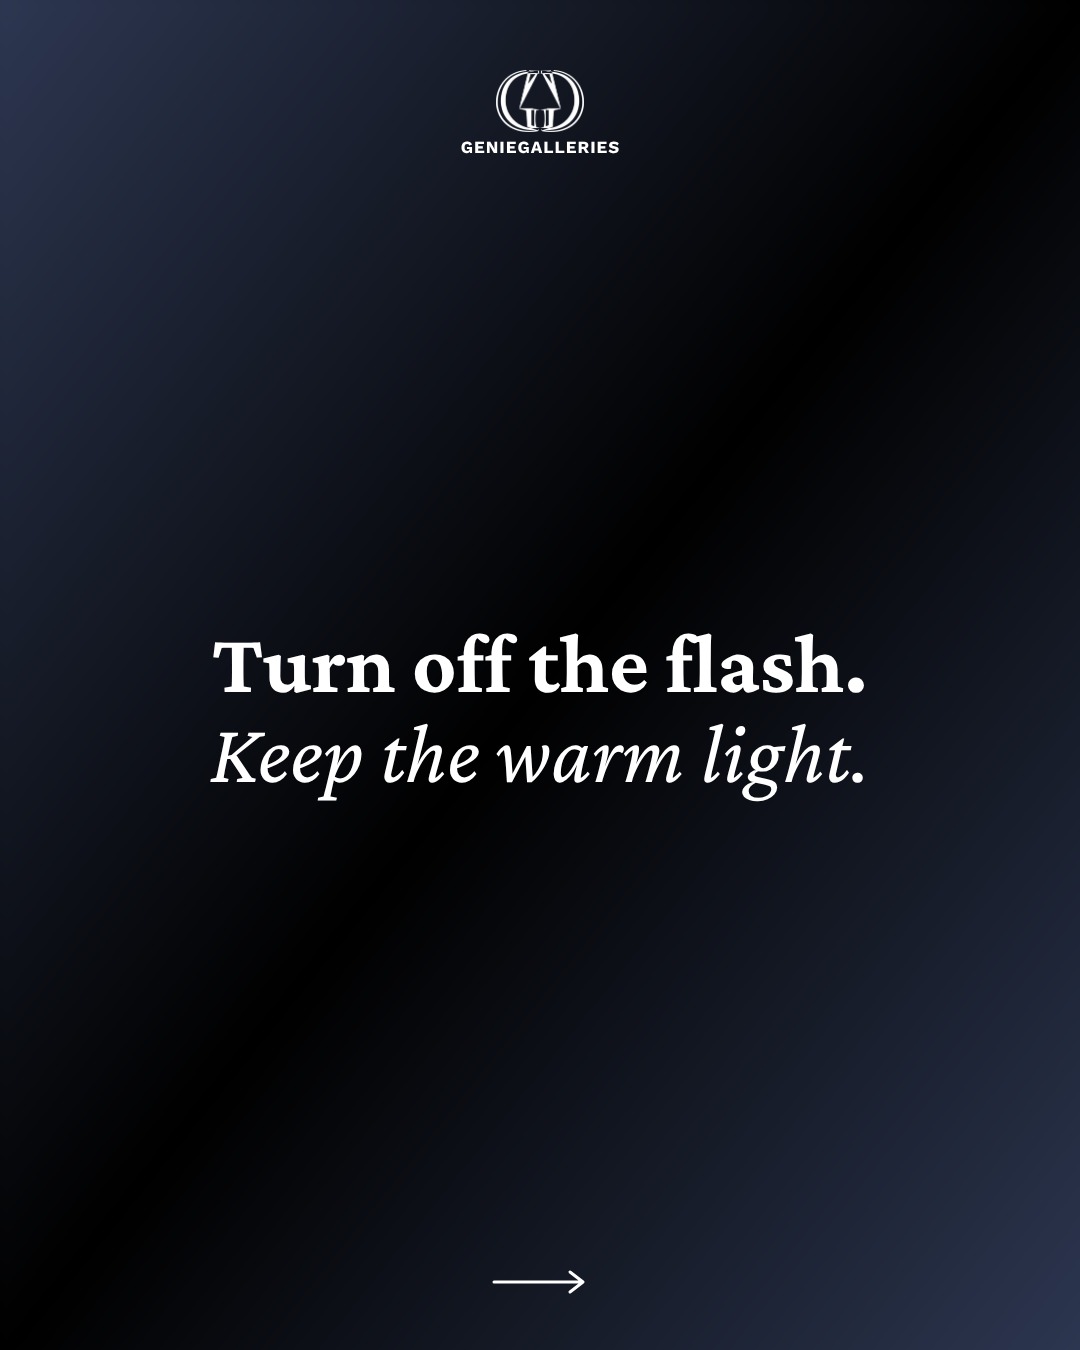 GENIEGALLERIES
Turn off the flash.
Keep the warm light.